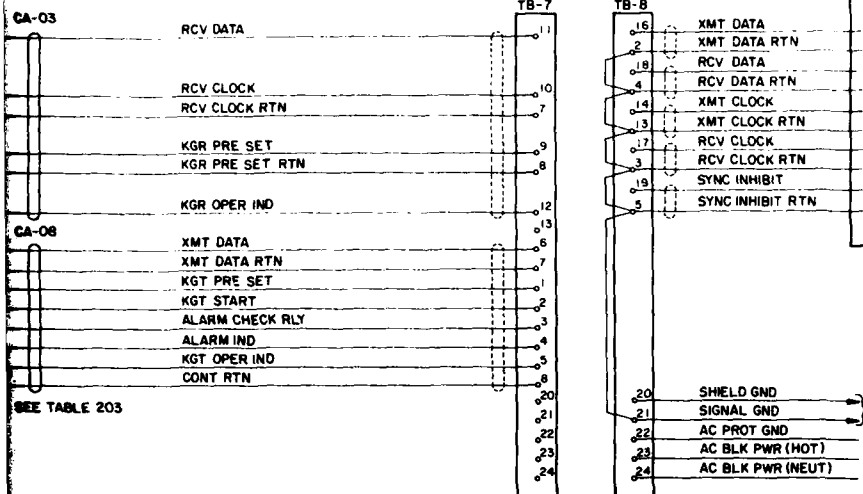 CA-03
TB-7
TB-8
RCV DATA 11
RCV CLOCK 10
RCV CLOCK RTN 7
KGR PRE SET 9
KGR PRE SET RTN 8
KGR OPER IND 12
13
CA-08
XMT DATA 6
XMT DATA RTN 7
KGT PRE SET 1
KGT START 2
ALARM CHECK RLY 3
ALARM IND 4
KGT OPER IND 5
CONT RTN 8
SEE TABLE 203
20
21
22
23
24
16 XMT DATA
2 XMT DATA RTN
18 RCV DATA
4 RCV DATA RTN
14 XMT CLOCK
13 XMT CLOCK RTN
17 RCV CLOCK
3 RCV CLOCK RTN
19 SYNC INHIBIT
5 SYNC INHIBIT RTN
20 SHIELD GND
21 SIGNAL GND
22 AC PROT GND
23 AC BLK PWR (HOT)
24 AC BLK PWR (NEUT)